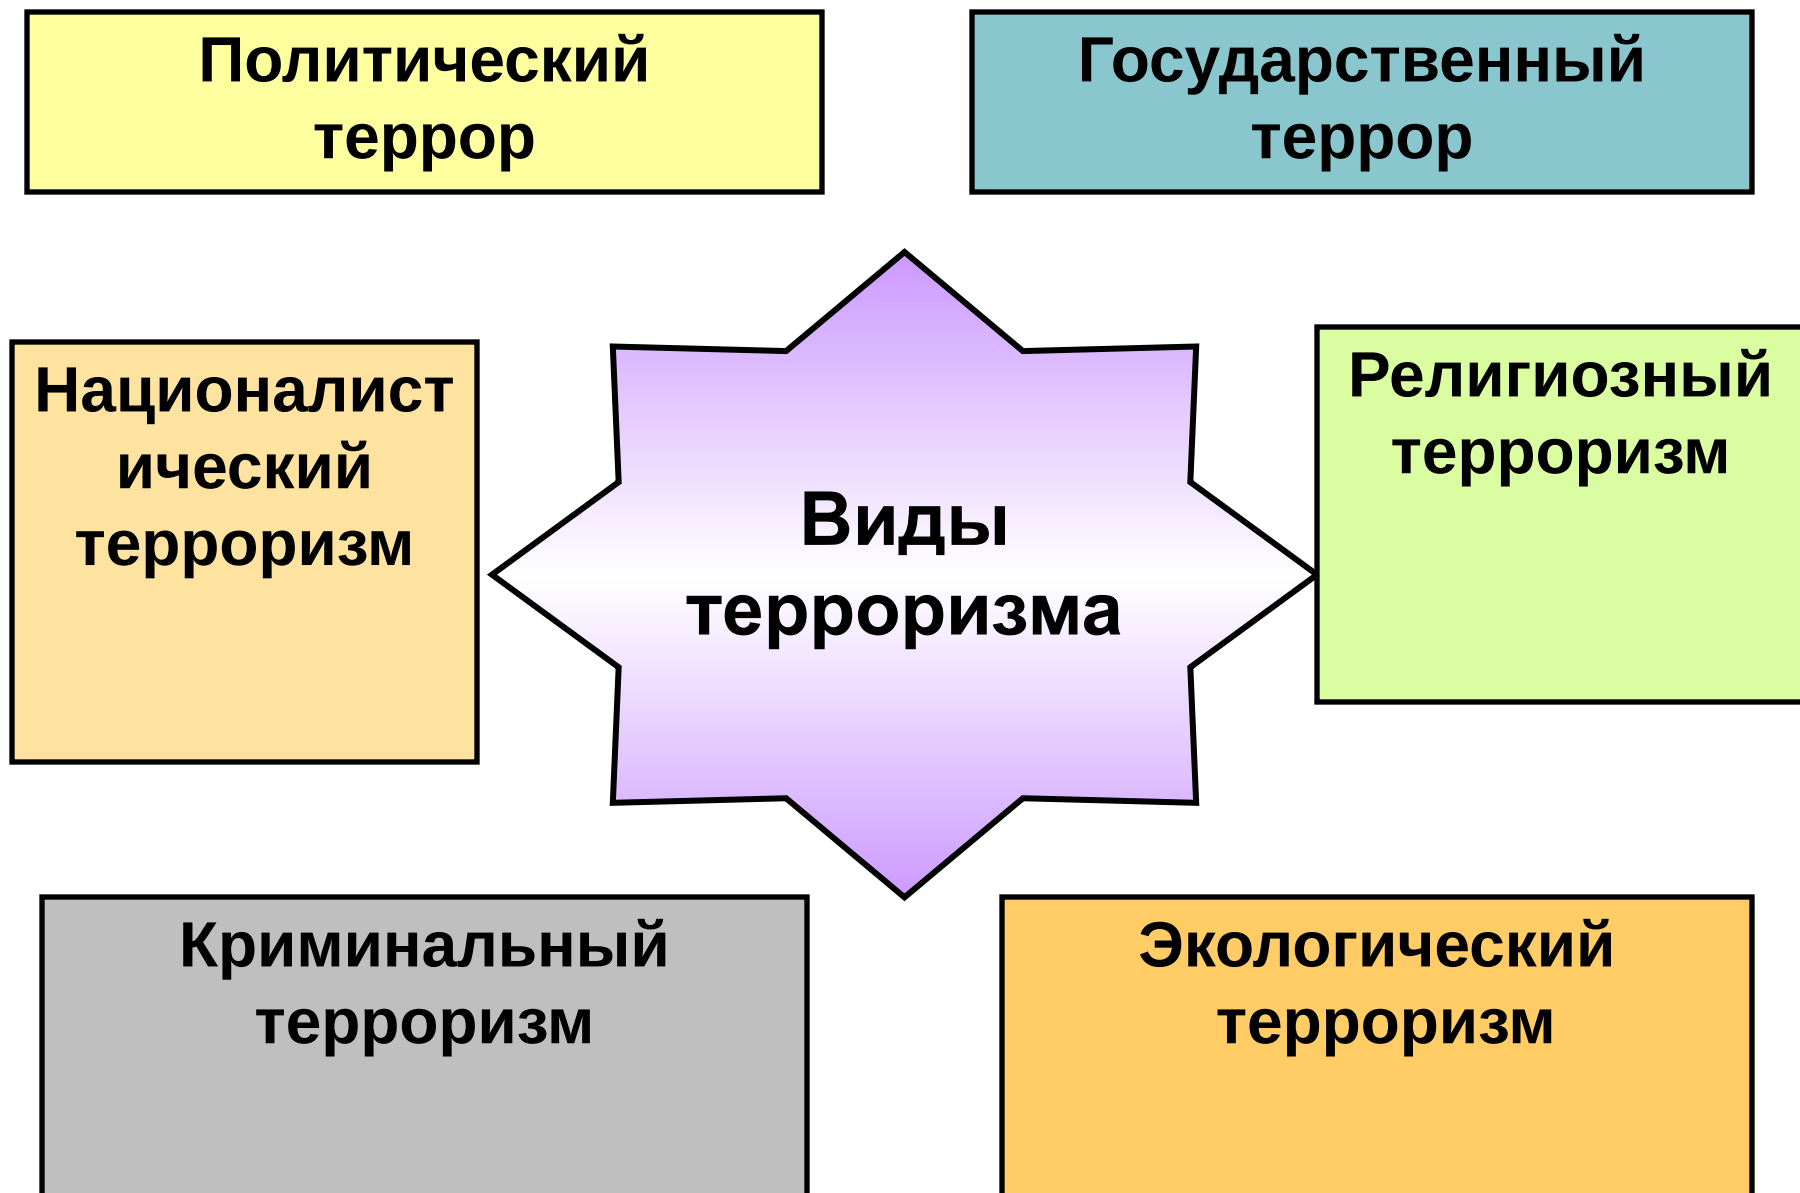 Политический
террор
Государственный
террор
Националист
ический
терроризм
Виды
терроризма
Религиозный
терроризм
Криминальный
терроризм
Экологический
терроризм